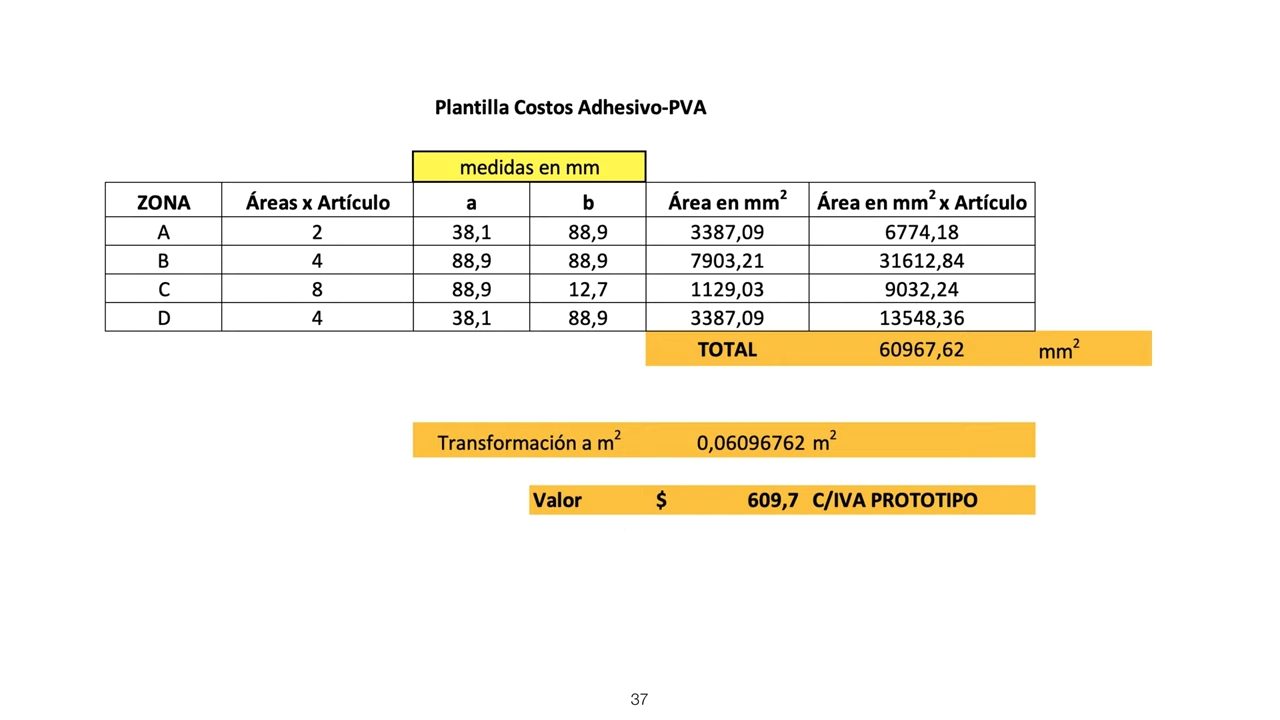 Plantilla Costos Adhesivo-PVA
medidas en mm
ZONA Áreas x Artículo a b Área en mm² Área en mm² x Artículo
A 2 38,1 88,9 3387,09 6774,18
B 4 88,9 88,9 7903,21 31612,84
C 8 88,9 12,7 1129,03 9032,24
D 4 38,1 88,9 3387,09 13548,36
TOTAL 60967,62 mm²
Transformación a m² 0,06096762 m²
Valor $ 609,7 C/IVA PROTOTIPO
37